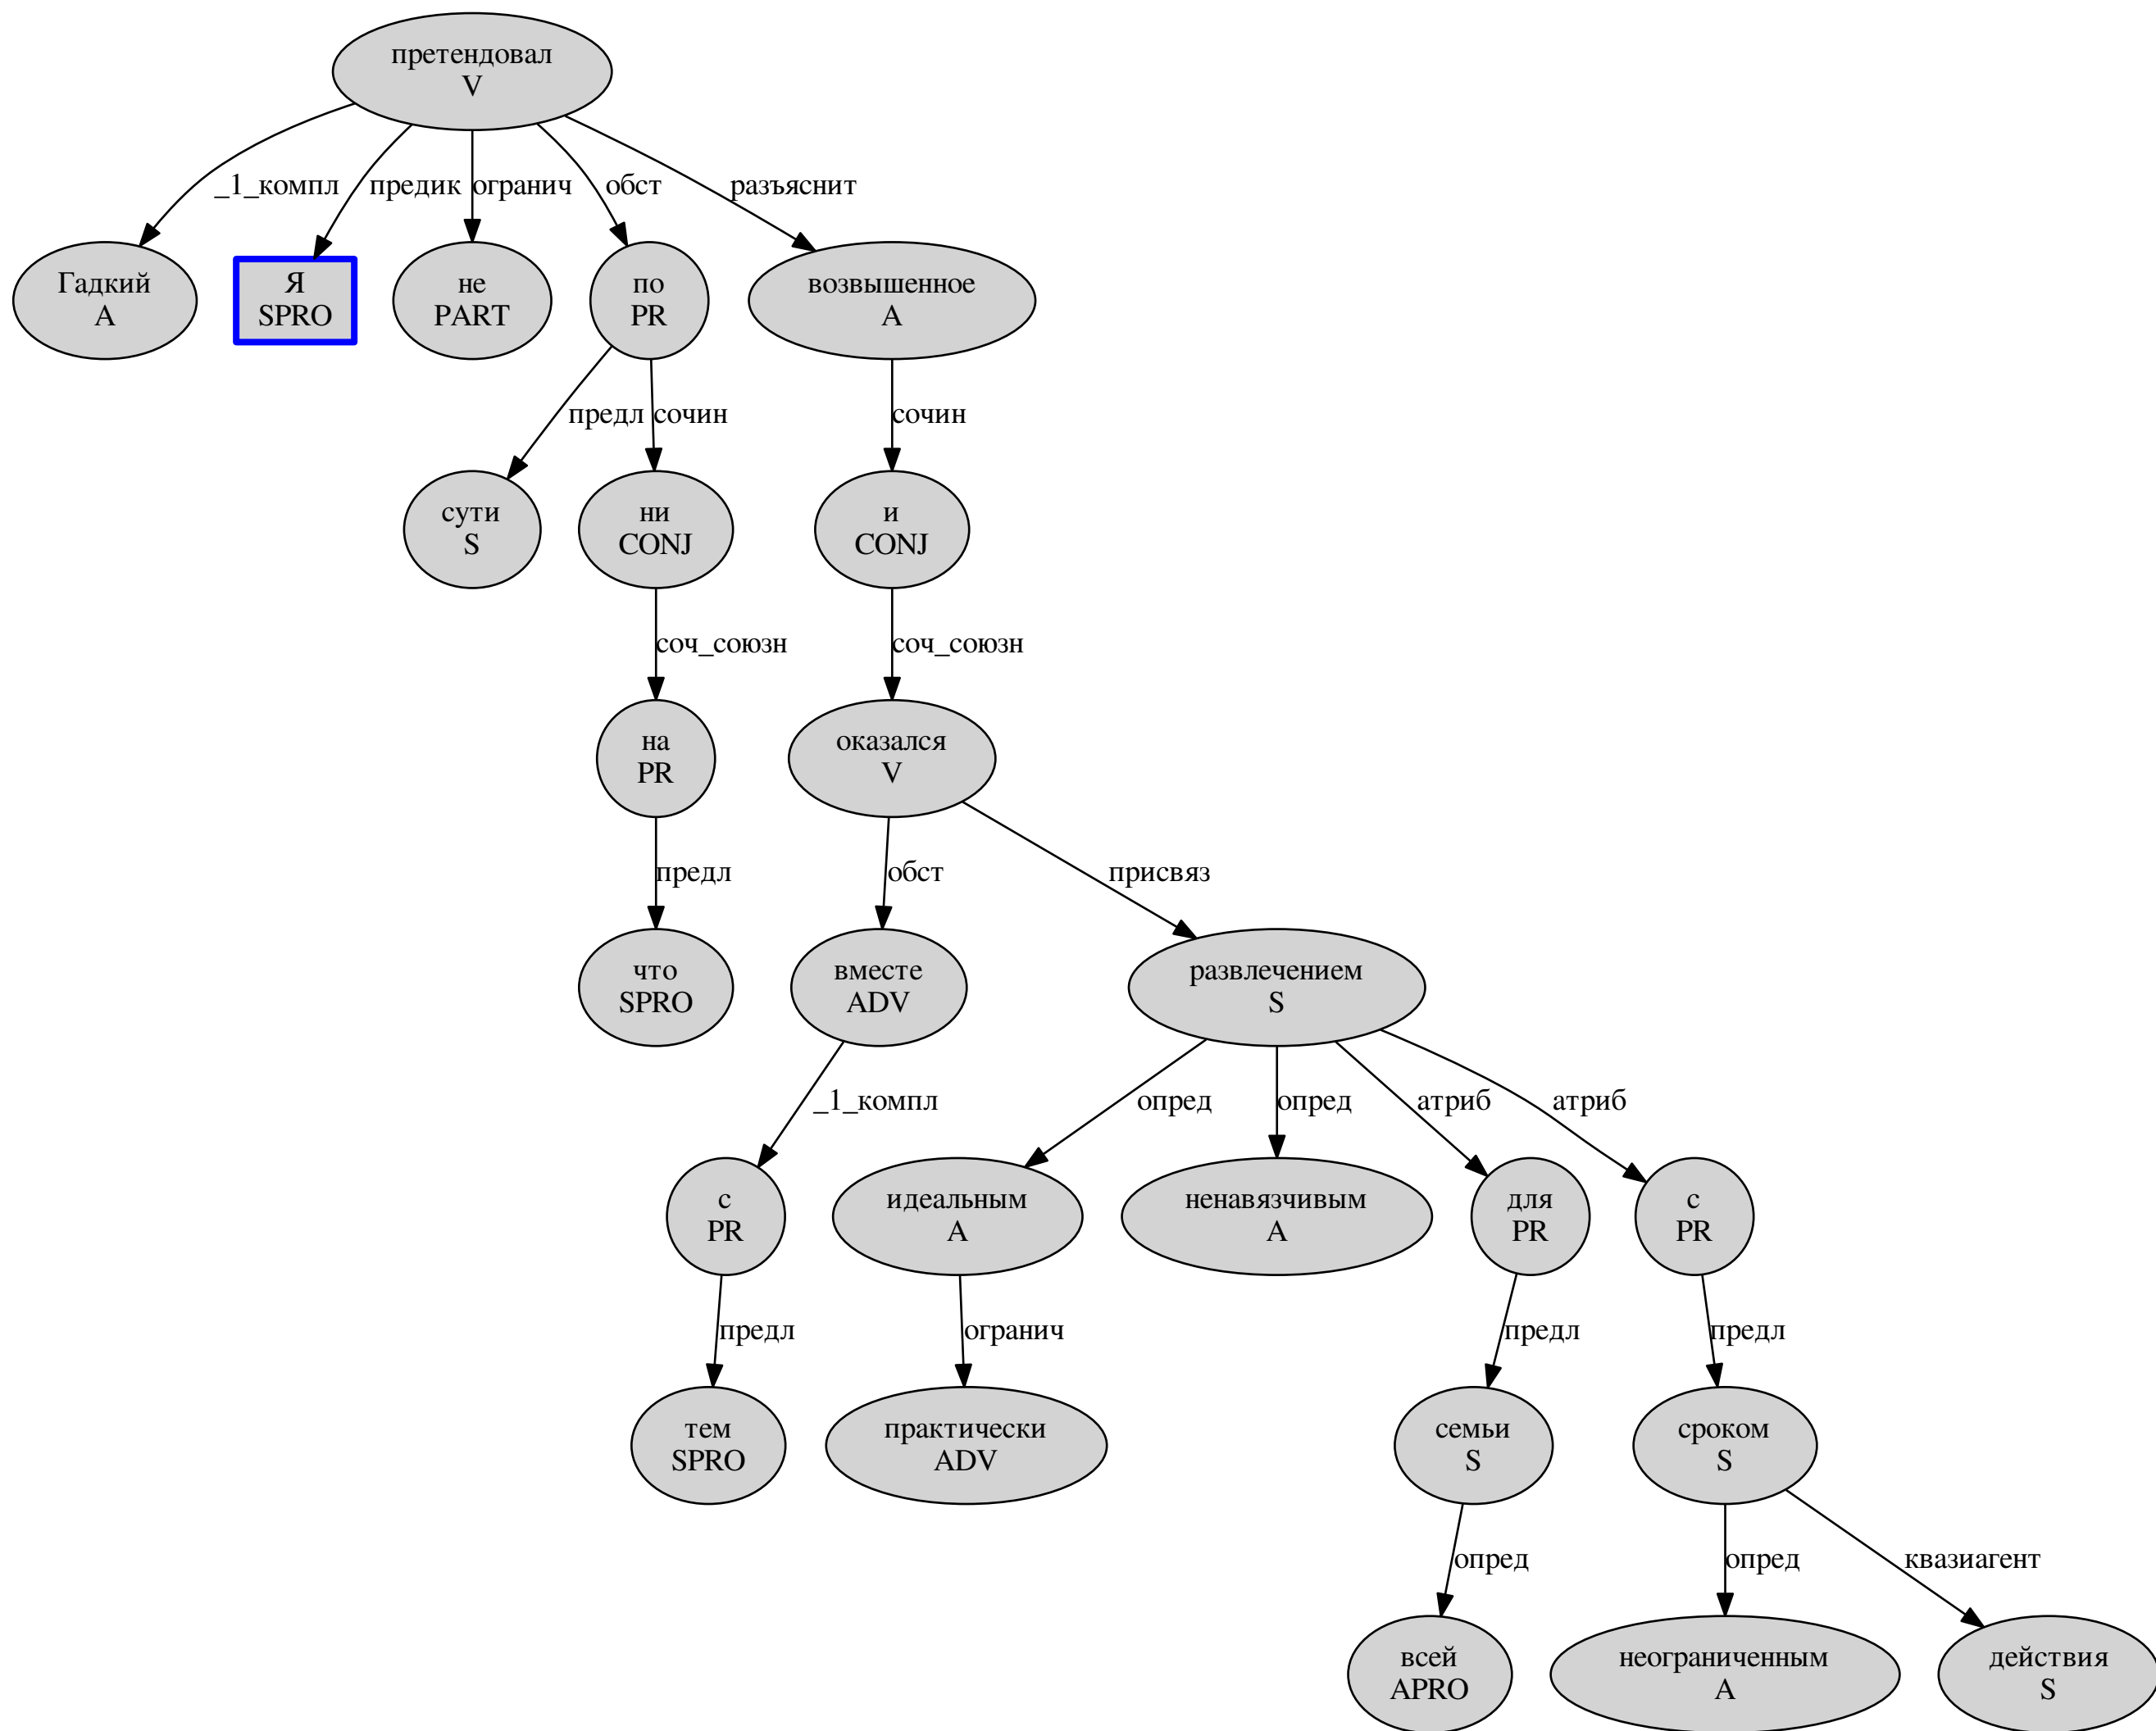 претендовал
V
_1_компл
предик
огранич
обст
разъяснит
Гадкий
A
Я
SPRO
не
PART
по
PR
возвышенное
A
предл
сочин
сочин
сути
S
ни
CONJ
и
CONJ
соч_союзн
соч_союзн
на
PR
оказался
V
предл
обст
присвяз
что
SPRO
вместе
ADV
развлечением
S
_1_компл
опред
опред
атриб
атриб
с
PR
идеальным
A
ненавязчивым
A
для
PR
с
PR
предл
огранич
предл
предл
тем
SPRO
практически
ADV
семьи
S
сроком
S
опред
опред
квазиагент
всей
APRO
неограниченным
A
действия
S